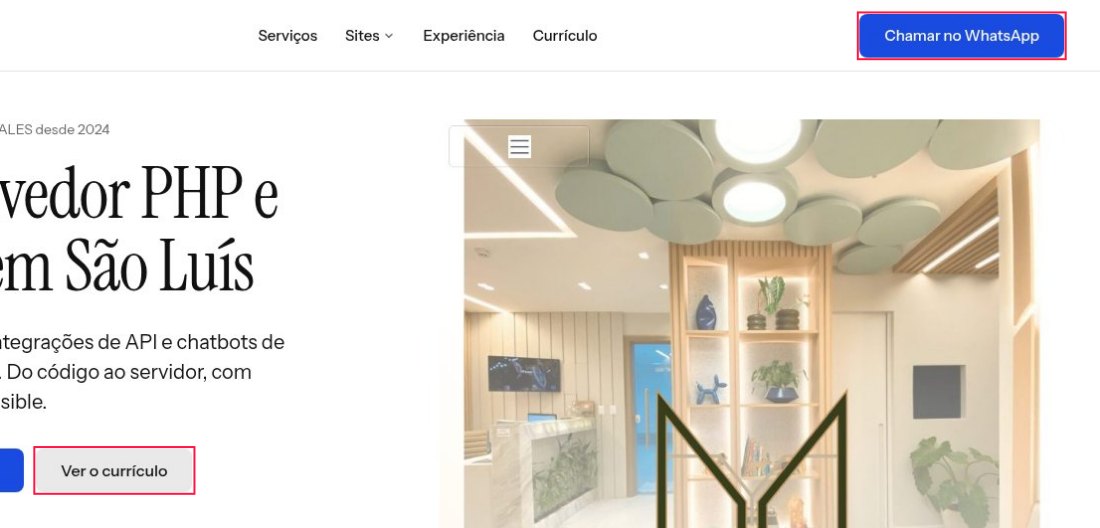 Serviços
Sites
Experiência
Currículo
Chamar no WhatsApp
ALES desde 2024
vedor PHP e
em São Luís
ntegrações de API e chatbots de
. Do código ao servidor, com
sible.
Ver o currículo